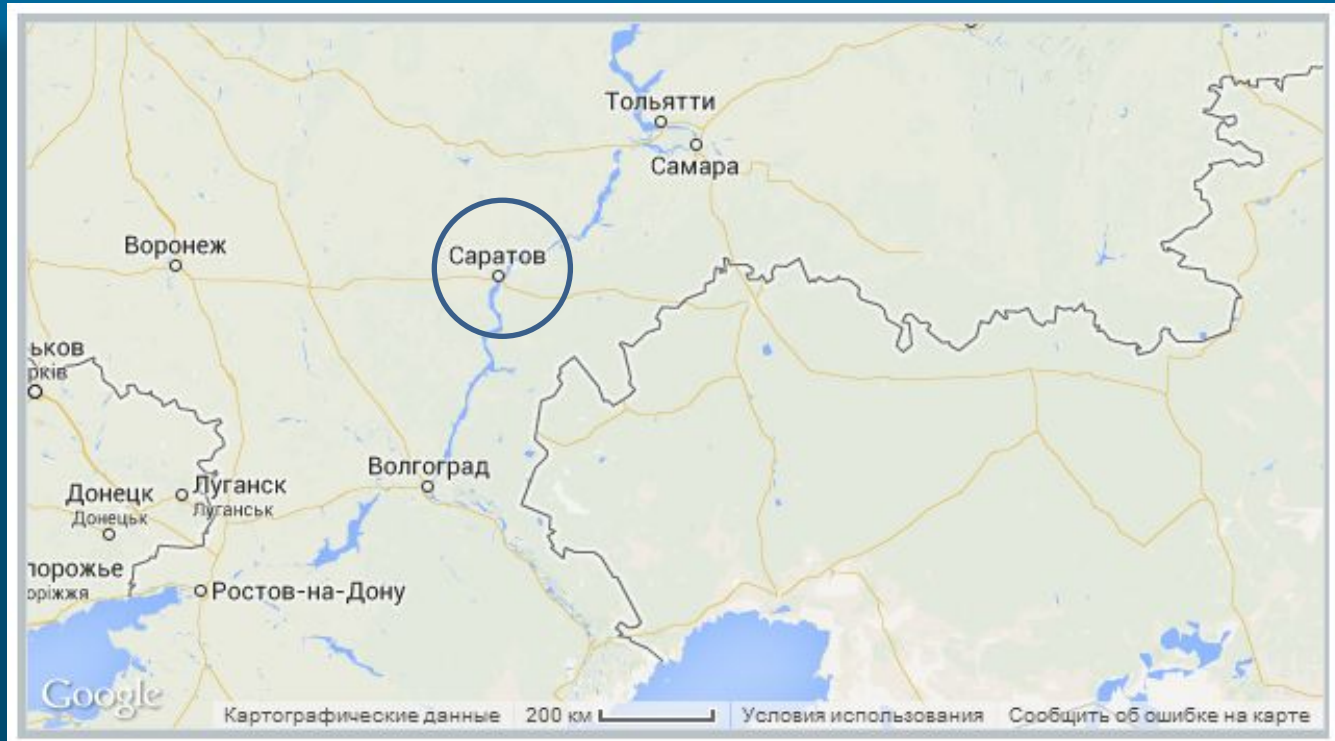 Тольятти
Самара
Воронеж
Саратов
ьков
рків
Волгоград
Луганск
Луганськ
Донецк
Донецьк
порожье
оріжжя
Ростов-на-Дону
Google
Картографические данные 200 км Условия использования Сообщить об ошибке на карте